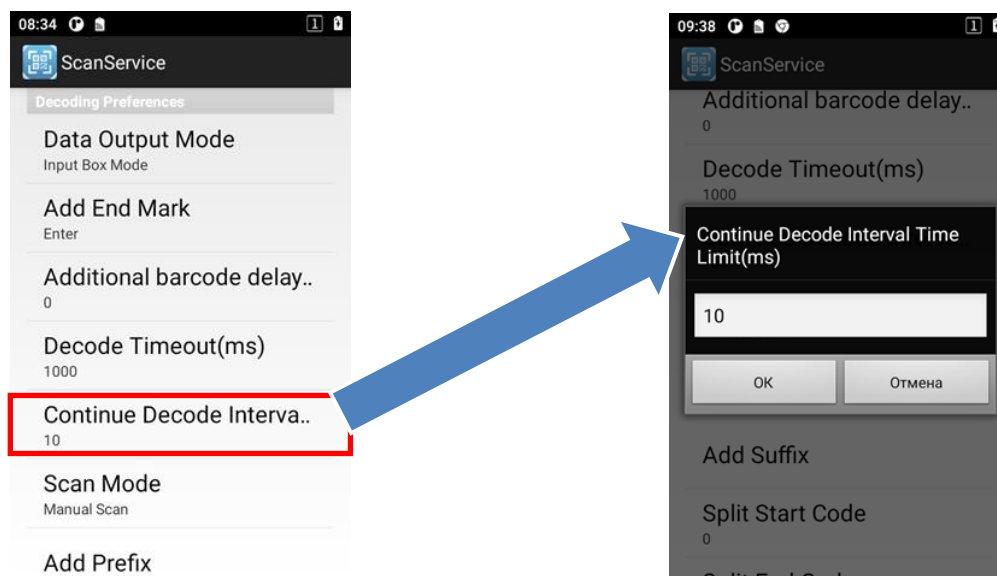 08:34
1
ScanService
Decoding Preferences
Data Output Mode
Input Box Mode
Add End Mark
Enter
Additional barcode delay..
0
Decode Timeout(ms)
1000
Continue Decode Interva..
10
Scan Mode
Manual Scan
Add Prefix
09:38
1
ScanService
Additional barcode delay..
0
Decode Timeout(ms)
1000
Continue Decode Interval Time
Limit(ms)
10
ОК
Отмена
Add Suffix
Split Start Code
0